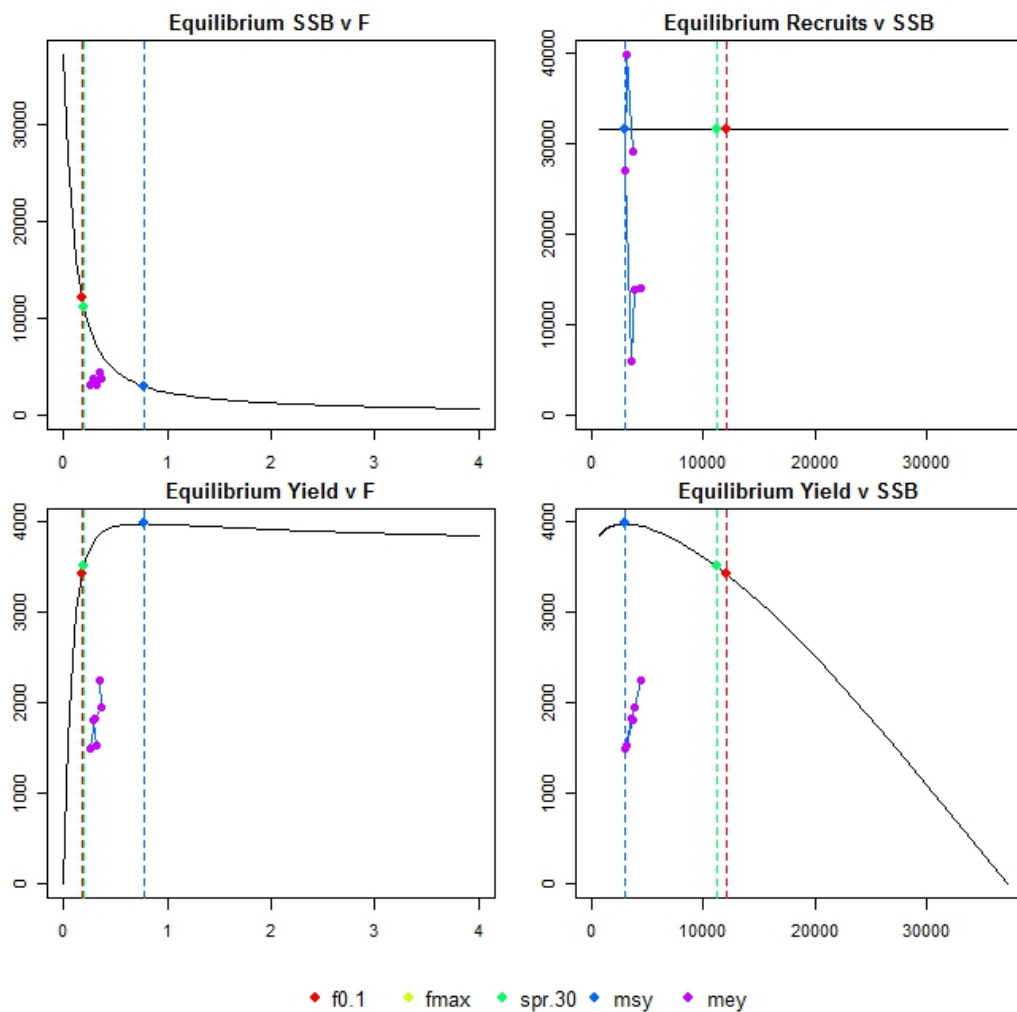 Equilibrium SSB v F
Equilibrium Recruits v SSB
30000
20000
10000
0
40000
30000
20000
10000
0
0 1 2 3 4
0 10000 20000 30000
Equilibrium Yield v F
Equilibrium Yield v SSB
4000
3000
2000
1000
0
4000
3000
2000
1000
0
0 1 2 3 4
0 10000 20000 30000
f0.1 fmax spr.30 msy mey